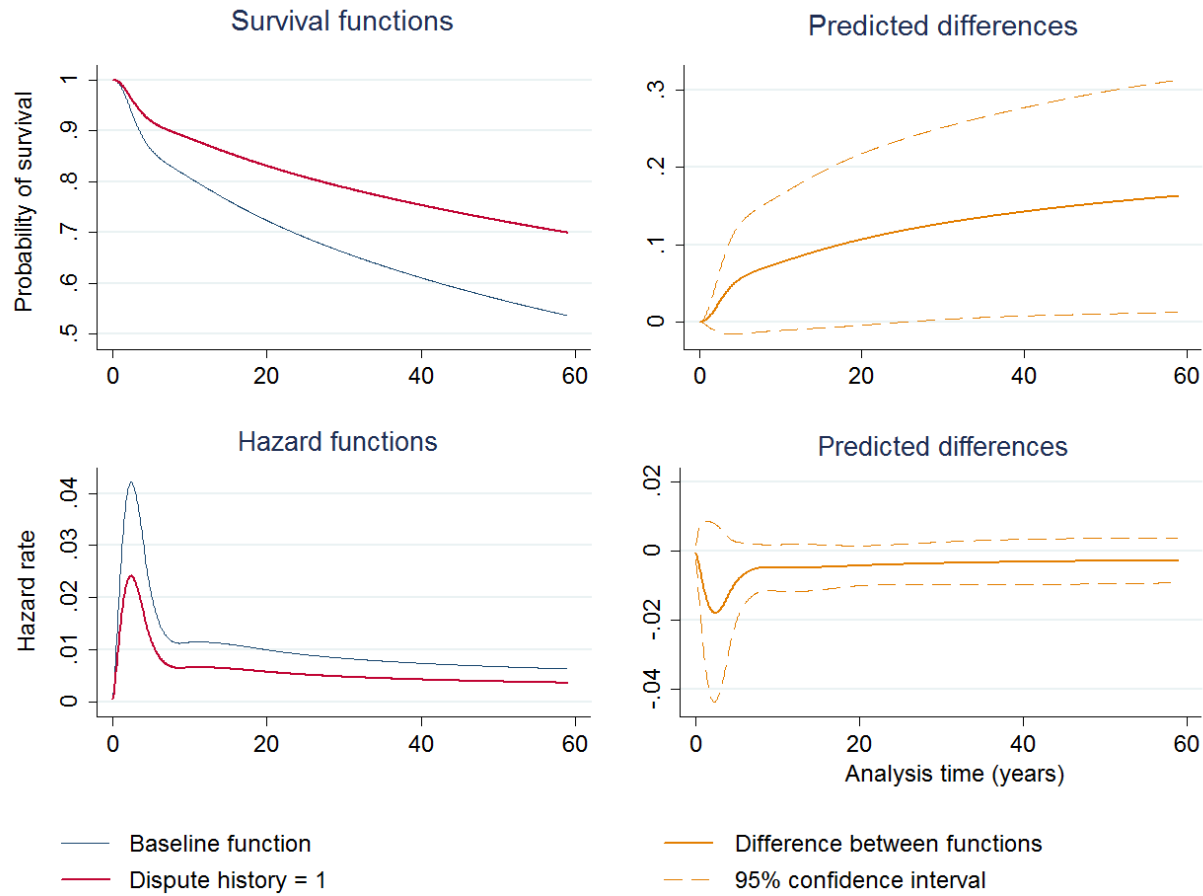 Survival functions
Probability of survival
1
.9
.8
.7
.6
.5
0 20 40 60
Predicted differences
.3
.2
.1
0
0 20 40 60
Hazard functions
Hazard rate
.04
.03
.02
.01
0
0 20 40 60
Predicted differences
.02
0
-.02
-.04
0 20 40 60
Analysis time (years)
Baseline function
Dispute history = 1
Difference between functions
95% confidence interval